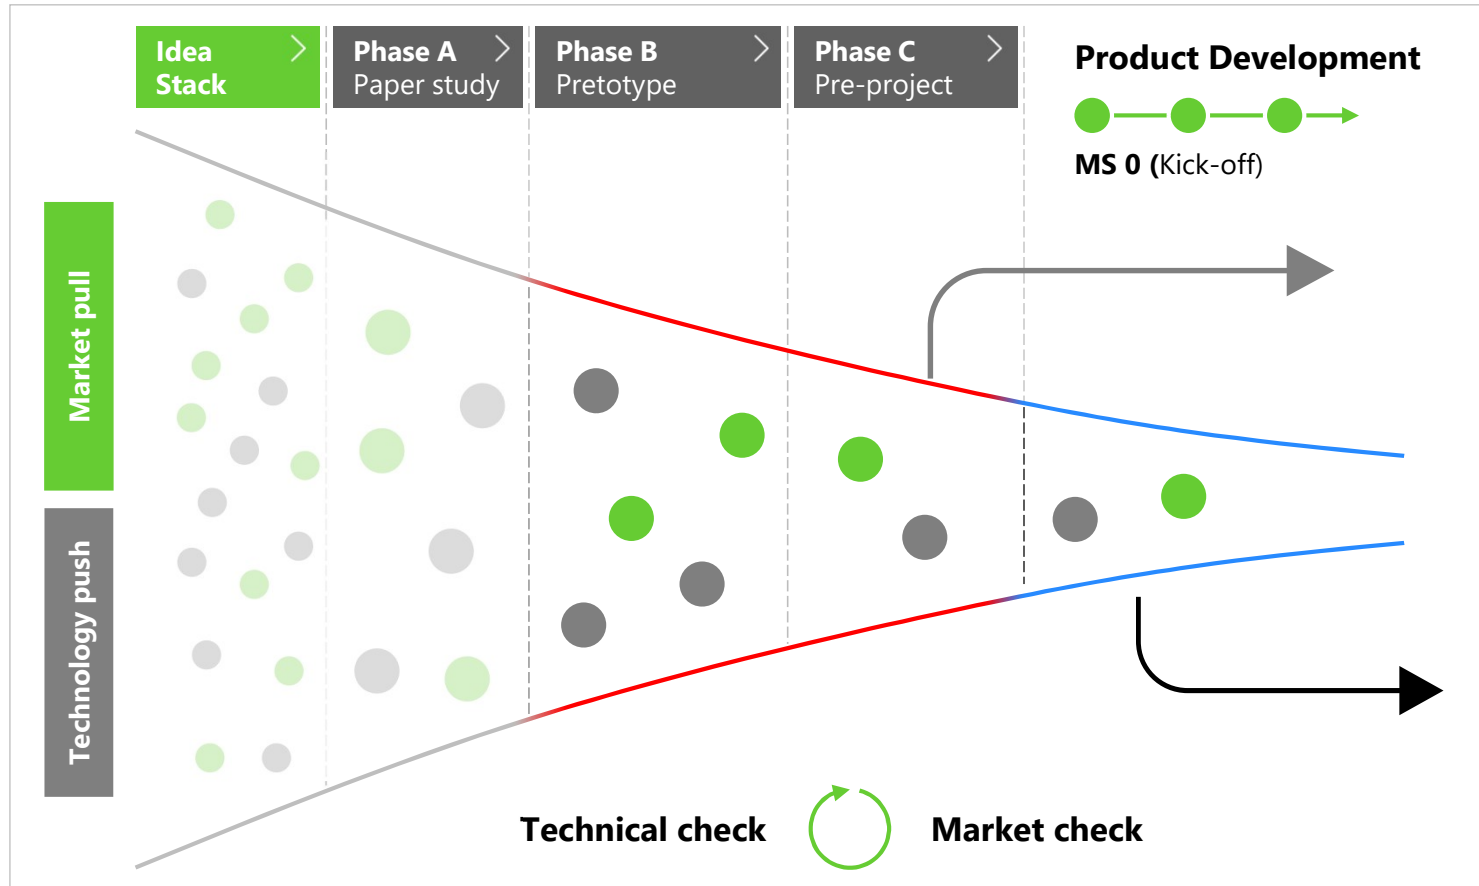 Idea
Stack
Phase A
Paper study
Phase B
Pretotype
Phase C
Pre-project
Product Development
MS 0 (Kick-off)
Market pull
Technology push
Technical check
Market check